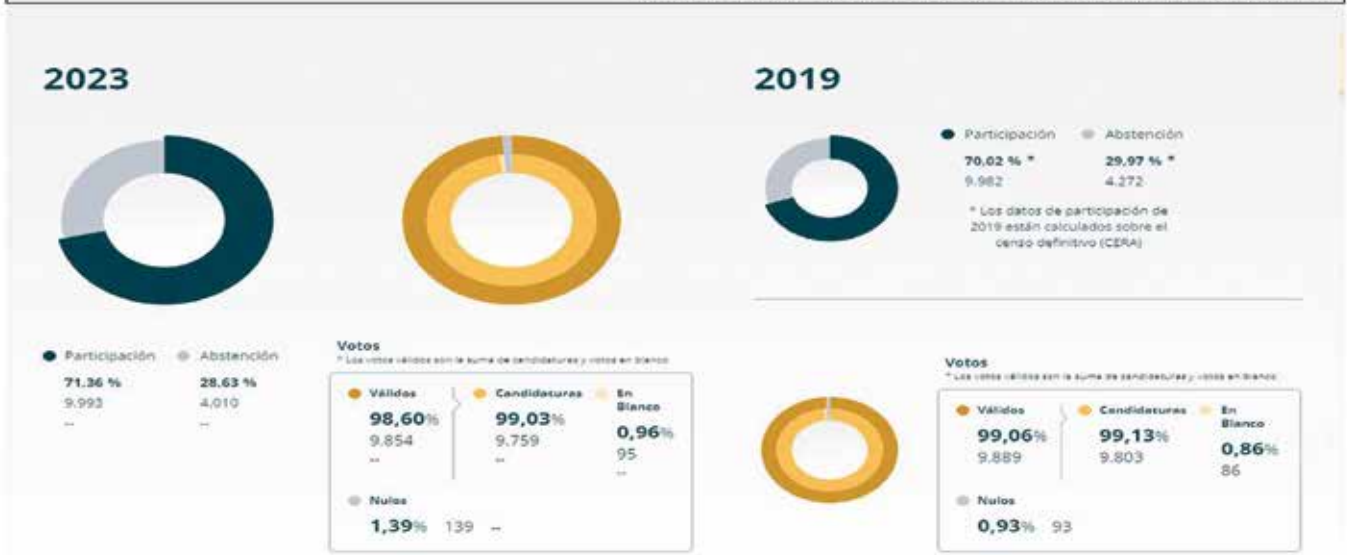 2023
Participación Abstención
71.36 % 28.63 %
9.993 4.010
-- --
Votos
* Los votos válidos son la suma de candidaturas y votos en blanco
Válidos Candidaturas En
Blanco
98,60% 99,03% 0,96%
9.854 9.759 95
-- -- --
Nulos
1,39% 139 --
2019
Participación Abstención
70.02 % * 29.97 % *
9.982 4.272
* Los datos de participación de
2019 están calculados sobre el
censo definitivo (CERA)
Votos
* Los votos válidos son la suma de candidaturas y votos en blanco
Válidos Candidaturas En
Blanco
99,06% 99,13% 0,86%
9.889 9.803 86
Nulos
0,93% 93